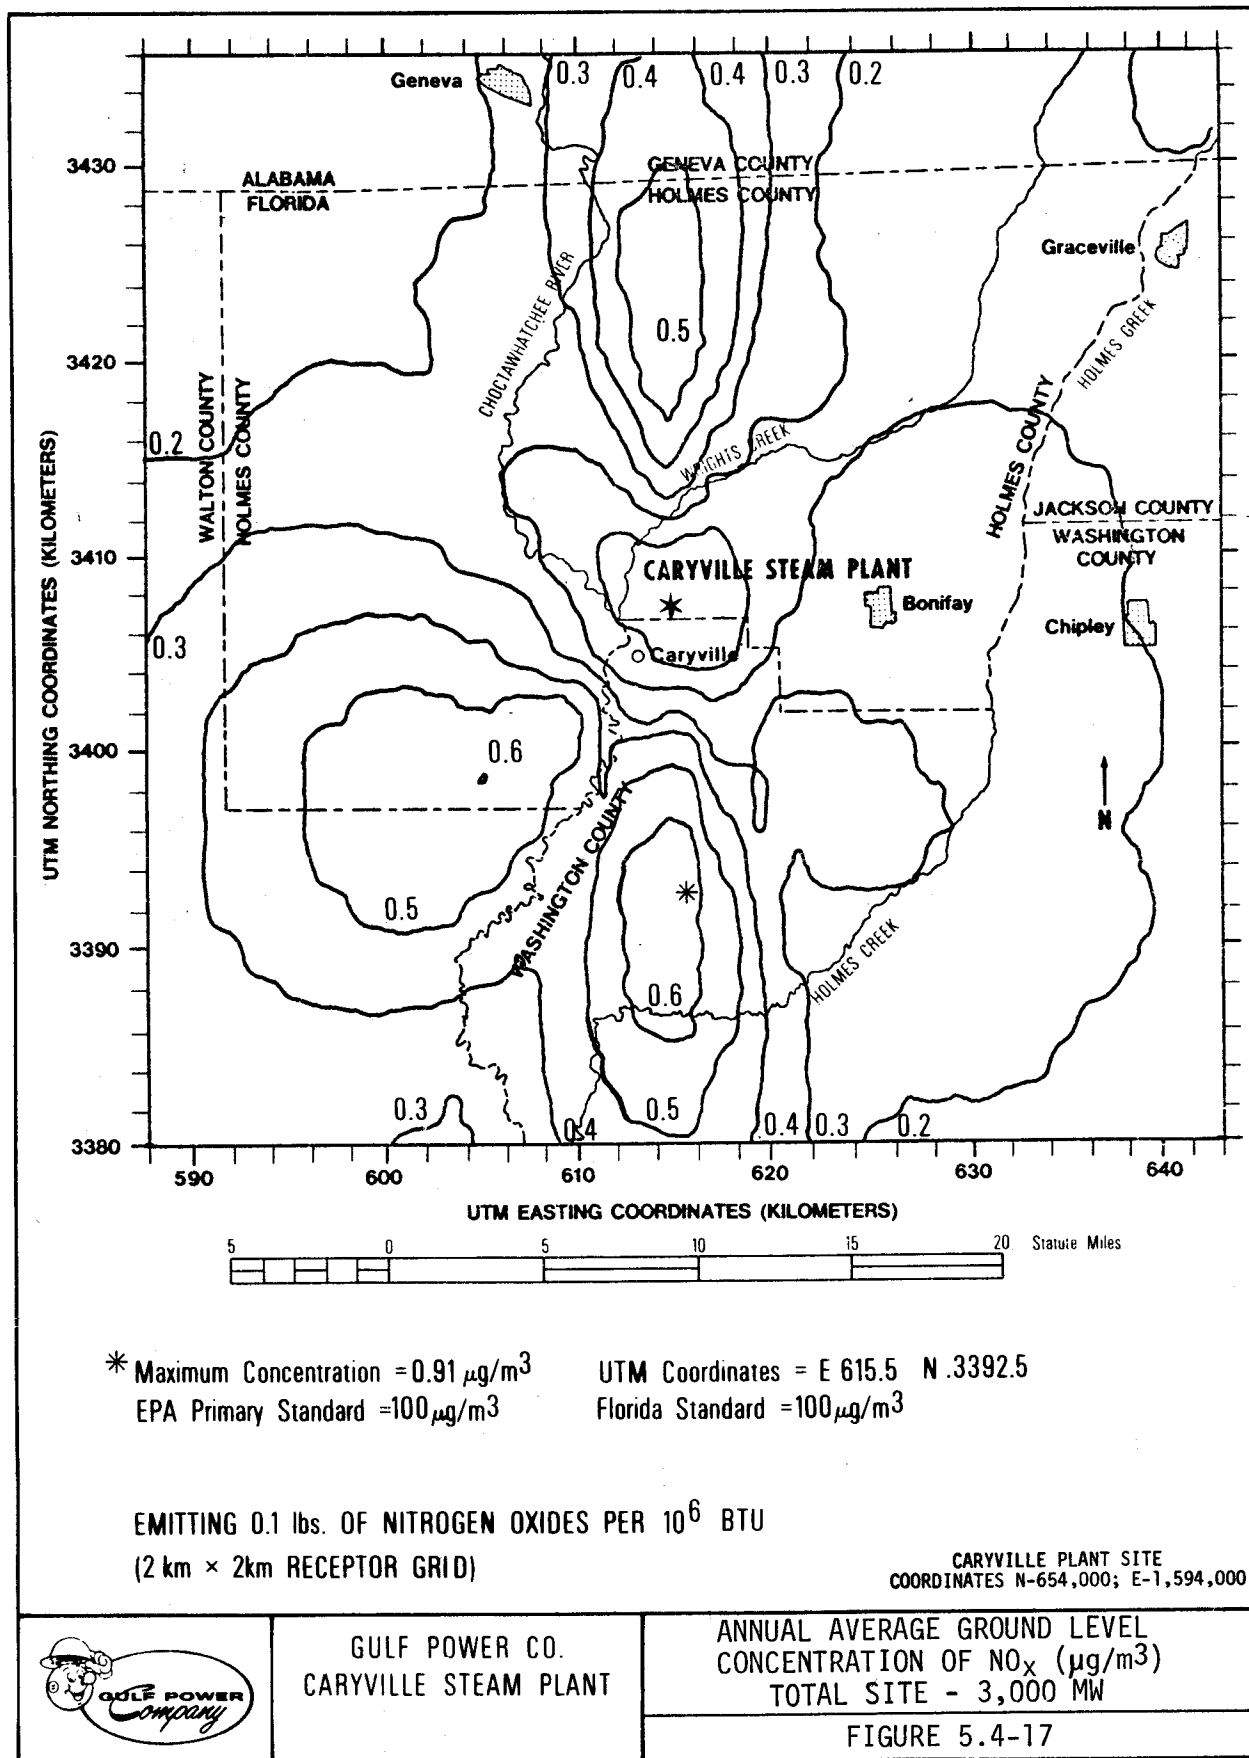 Geneva
0.3
0.4
0.4
0.3
0.2
3430
GENEVA COUNTY
HOLMES COUNTY
ALABAMA
FLORIDA
Graceville
CHOCTAWHATCHEE RIVER
0.5
HOLMES CREEK
3420
WALTON COUNTY
HOLMES COUNTY
HOLMES COUNTY
0.2
WRIGHTS CREEK
JACKSON COUNTY
WASHINGTON
COUNTY
3410
CARYVILLE STEAM PLANT
Bonifay
Chipley
0.3
Caryville
UTM NORTHING COORDINATES (KILOMETERS)
3400
0.6
N
WASHINGTON COUNTY
0.5
3390
HOLMES CREEK
0.6
0.3
0.4
0.5
0.4
0.3
0.2
3380
590
600
610
620
630
640
UTM EASTING COORDINATES (KILOMETERS)
5 0 5 10 15 20 Statute Miles
* Maximum Concentration = 0.91 µg/m3 UTM Coordinates = E 615.5 N .3392.5
EPA Primary Standard =100µg/m3 Florida Standard =100µg/m3
EMITTING 0.1 lbs. OF NITROGEN OXIDES PER 10^6 BTU
(2 km × 2km RECEPTOR GRID)
CARYVILLE PLANT SITE
COORDINATES N-654,000; E-1,594,000
GULF POWER
Company
GULF POWER CO.
CARYVILLE STEAM PLANT
ANNUAL AVERAGE GROUND LEVEL
CONCENTRATION OF NOx (µg/m3)
TOTAL SITE - 3,000 MW
FIGURE 5.4-17